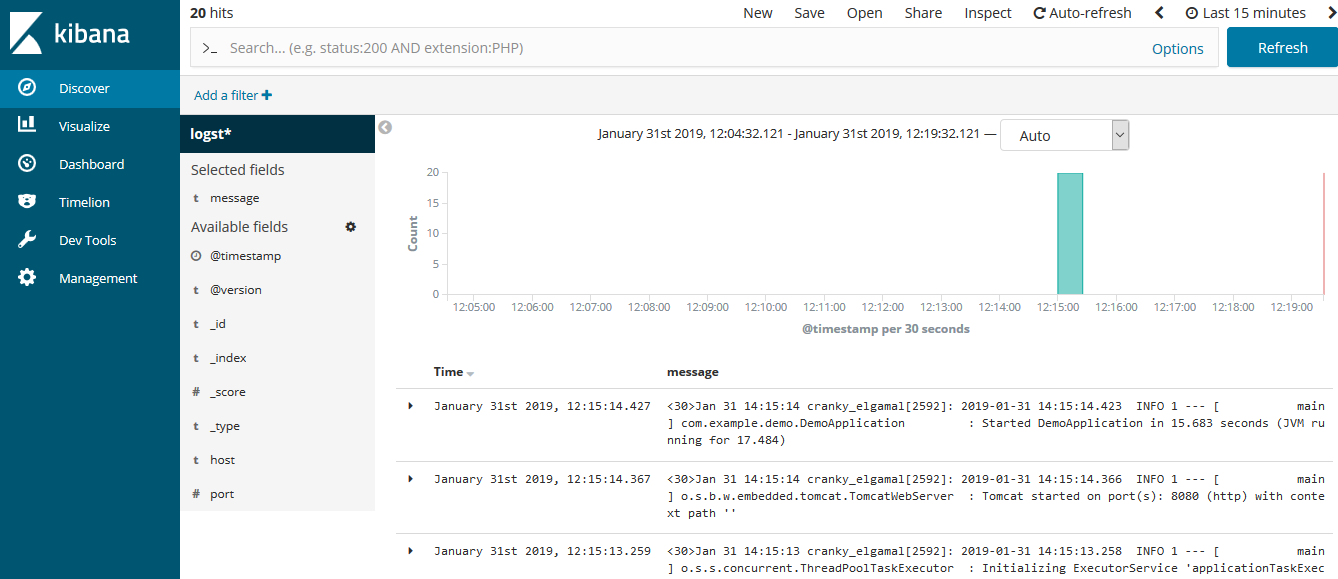 kibana
Discover
Visualize
Dashboard
Timelion
Dev Tools
Management
20 hits
New Save Open Share Inspect Auto-refresh Last 15 minutes
>_ Search... (e.g. status:200 AND extension:PHP) Options Refresh
Add a filter +
logst*
Selected fields
t message
Available fields
@timestamp
t @version
t _id
t _index
# _score
t _type
t host
# port
January 31st 2019, 12:04:32.121 - January 31st 2019, 12:19:32.121 — Auto
Count
20
15
10
5
0
12:05:00 12:06:00 12:07:00 12:08:00 12:09:00 12:10:00 12:11:00 12:12:00 12:13:00 12:14:00 12:15:00 12:16:00 12:17:00 12:18:00 12:19:00
@timestamp per 30 seconds
Time message
January 31st 2019, 12:15:14.427 <30>Jan 31 14:15:14 cranky_elgamal[2592]: 2019-01-31 14:15:14.423 INFO 1 --- [ main
] com.example.demo.DemoApplication : Started DemoApplication in 15.683 seconds (JVM ru
nning for 17.484)
January 31st 2019, 12:15:14.367 <30>Jan 31 14:15:14 cranky_elgamal[2592]: 2019-01-31 14:15:14.366 INFO 1 --- [ main
] o.s.b.w.embedded.tomcat.TomcatWebServer : Tomcat started on port(s): 8080 (http) with conte
xt path ''
January 31st 2019, 12:15:13.259 <30>Jan 31 14:15:13 cranky_elgamal[2592]: 2019-01-31 14:15:13.258 INFO 1 --- [ main
] o.s.s.concurrent.ThreadPoolTaskExecutor : Initializing ExecutorService 'applicationTaskExec